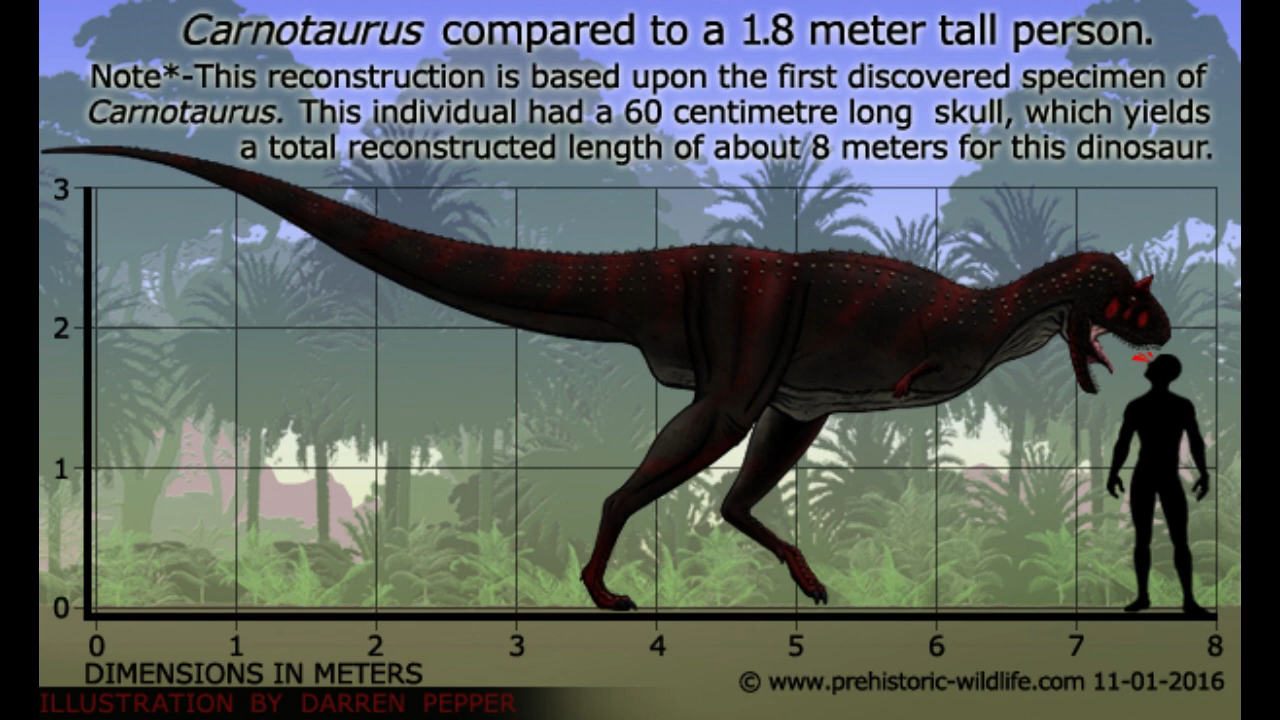 Carnotaurus compared to a 1.8 meter tall person.
Note*-This reconstruction is based upon the first discovered specimen of
Carnotaurus. This individual had a 60 centimetre long skull, which yields
a total reconstructed length of about 8 meters for this dinosaur.
3
2
1
0
0 1 2 3 4 5 6 7 8
DIMENSIONS IN METERS
© www.prehistoric-wildlife.com 11-01-2016
ILLUSTRATION BY DARREN PEPPER